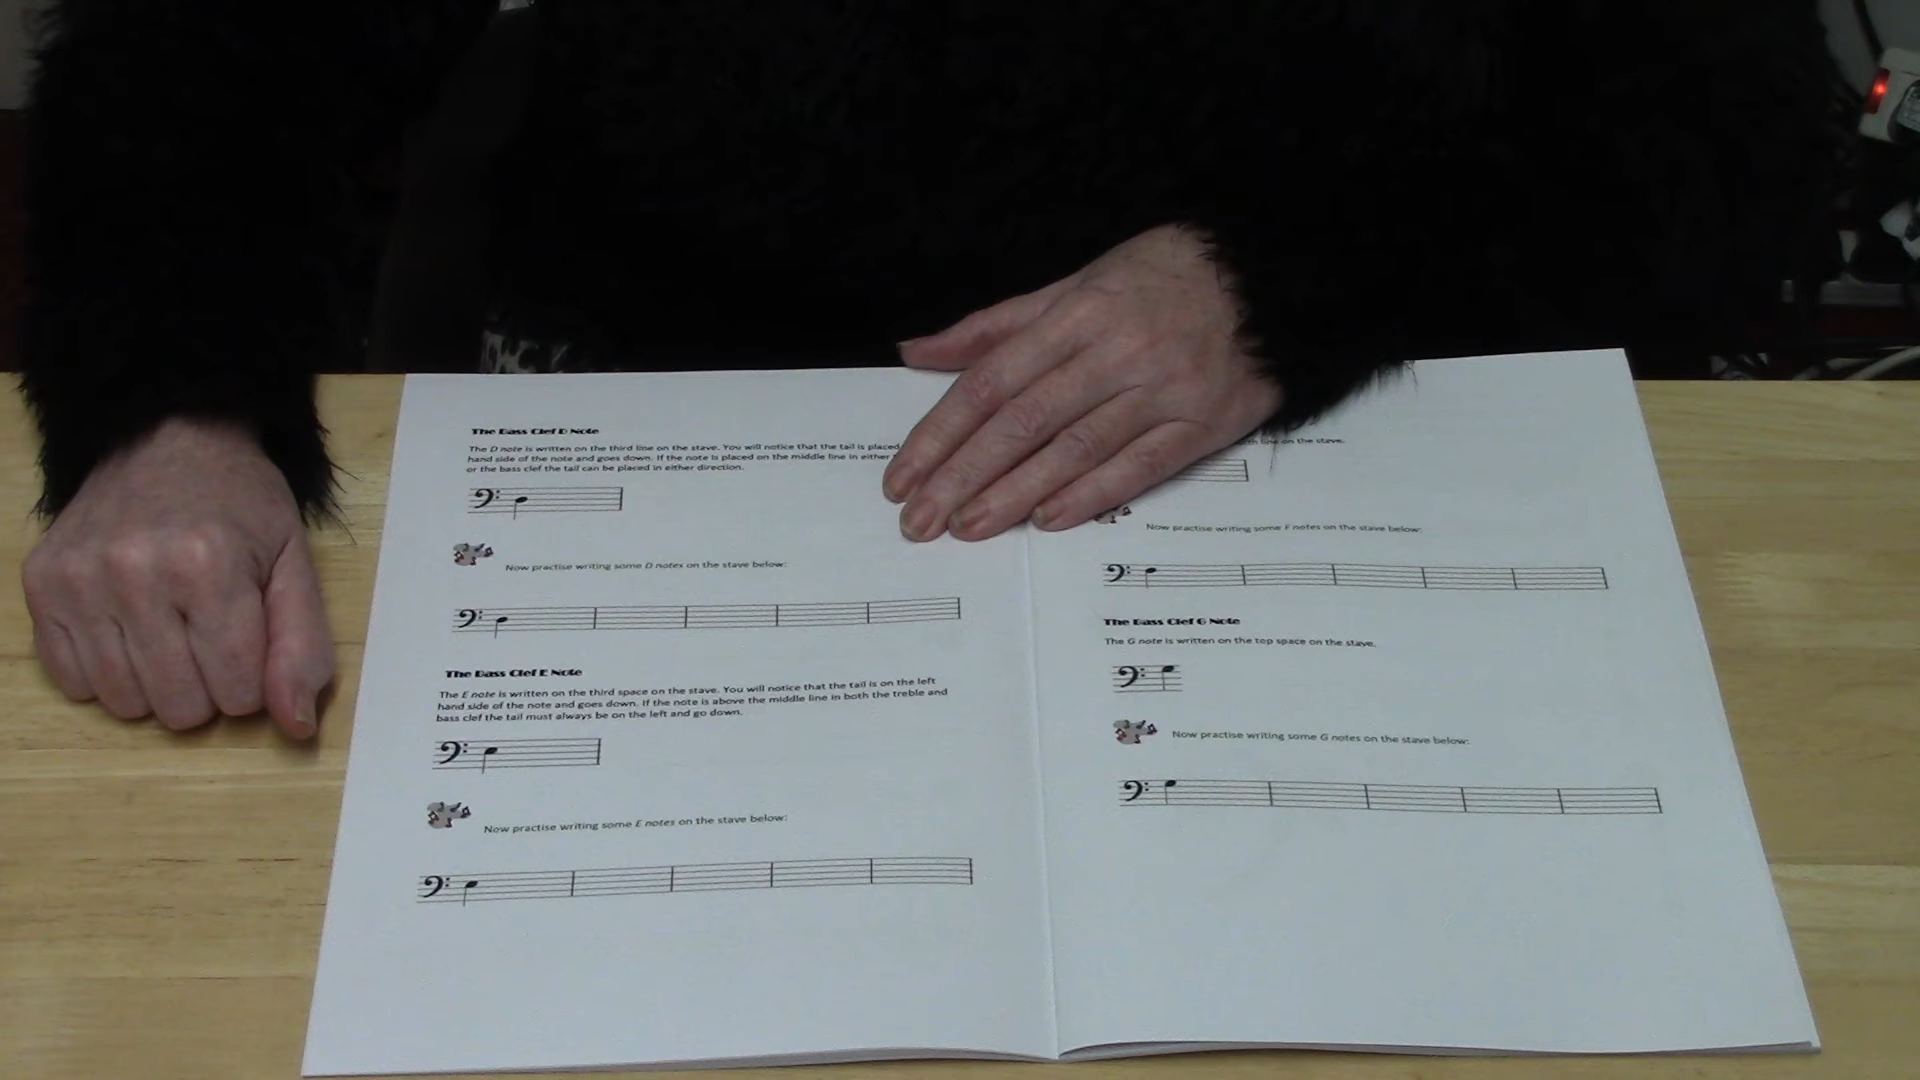 The Bass Clef D Note
The D note is written on the third line on the stave. You will notice that the tail is placed
hand side of the note and goes down. If the note is placed on the middle line in either
or the bass clef the tail can be placed in either direction.
Now practise writing some D notes on the stave below:
The Bass Clef E Note
The E note is written on the third space on the stave. You will notice that the tail is on the left
hand side of the note and goes down. If the note is above the middle line in both the treble and
bass clef the tail must always be on the left and go down.
Now practise writing some E notes on the stave below:
line on the stave.
Now practise writing some F notes on the stave below:
The Bass Clef G Note
The G note is written on the top space on the stave.
Now practise writing some G notes on the stave below: